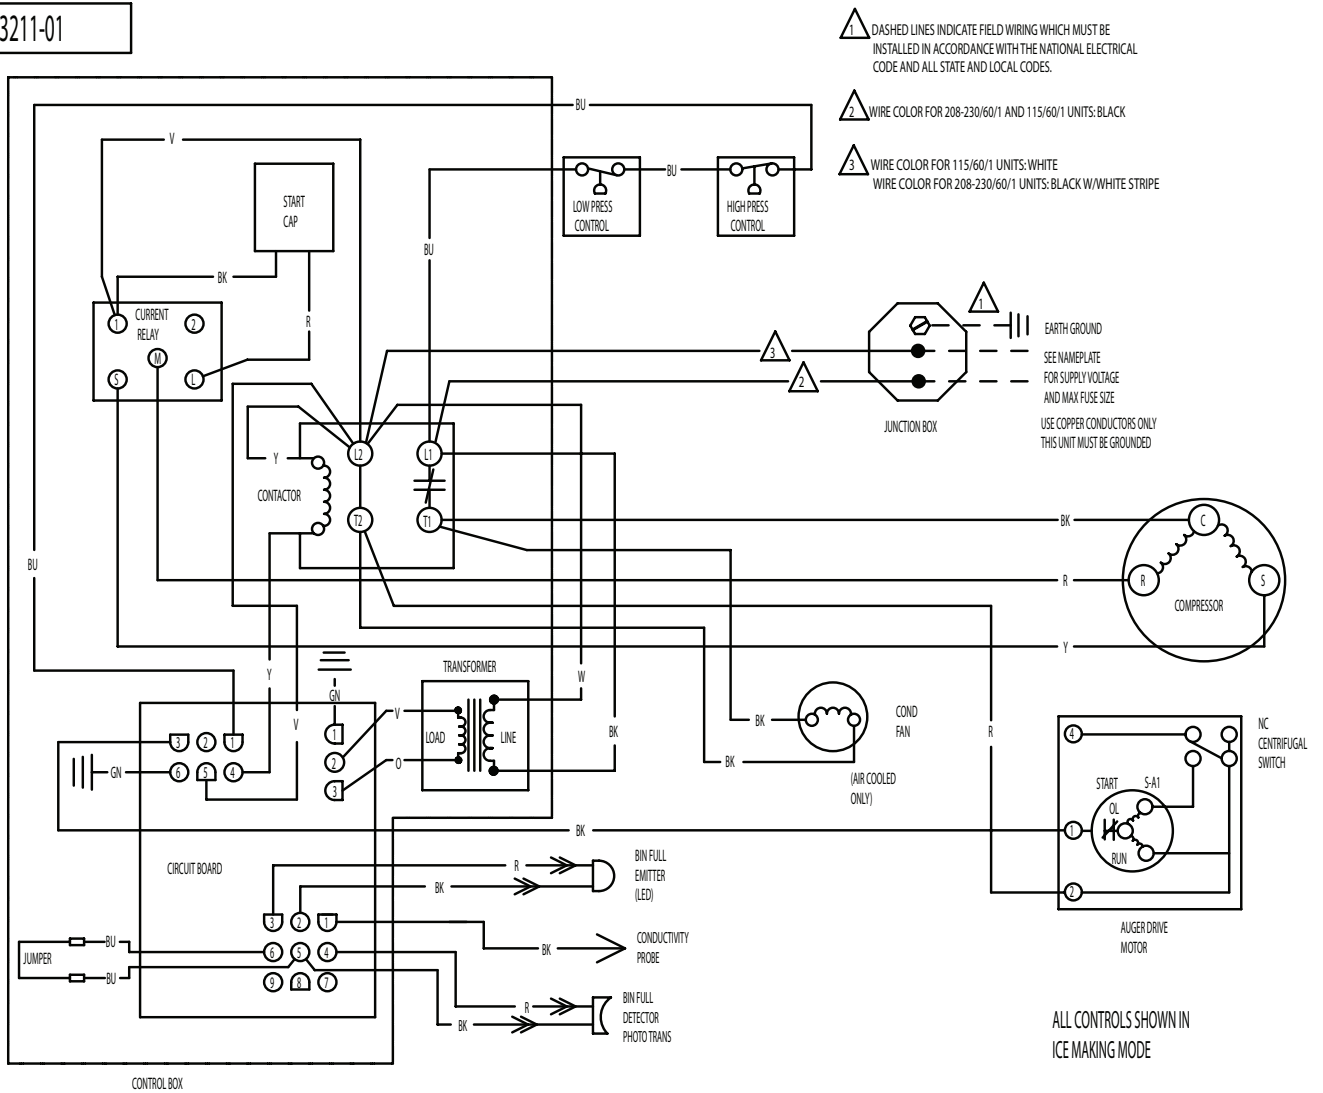 3211-01
1 DASHED LINES INDICATE FIELD WIRING WHICH MUST BE
INSTALLED IN ACCORDANCE WITH THE NATIONAL ELECTRICAL
CODE AND ALL STATE AND LOCAL CODES.
2 WIRE COLOR FOR 208-230/60/1 AND 115/60/1 UNITS: BLACK
3 WIRE COLOR FOR 115/60/1 UNITS: WHITE
WIRE COLOR FOR 208-230/60/1 UNITS: BLACK W/WHITE STRIPE
BU
V
START
CAP
BU
LOW PRESS
CONTROL
HIGH PRESS
CONTROL
BU
BK
R
CURRENT
RELAY
1
2
M
S
L
1
3
2
EARTH GROUND
SEE NAMEPLATE
FOR SUPPLY VOLTAGE
AND MAX FUSE SIZE
USE COPPER CONDUCTORS ONLY
THIS UNIT MUST BE GROUNDED
JUNCTION BOX
Y
L2
L1
CONTACTOR
T2
T1
BK
C
R
R
S
COMPRESSOR
BU
Y
Y
GN
V
TRANSFORMER
W
BK
LOAD
LINE
V
O
1
2
3
3
2
1
6
5
4
GN
BK
BK
COND
FAN
(AIR COOLED
ONLY)
R
4
NC
CENTRIFUGAL
SWITCH
START
S-A1
OL
1
RUN
2
AUGER DRIVE
MOTOR
BK
CIRCUIT BOARD
R
BK
BIN FULL
EMITTER
(LED)
3
2
1
6
5
4
9
8
7
BK
CONDUCTIVITY
PROBE
JUMPER
BU
BU
R
BK
BIN FULL
DETECTOR
PHOTO TRANS
ALL CONTROLS SHOWN IN
ICE MAKING MODE
CONTROL BOX